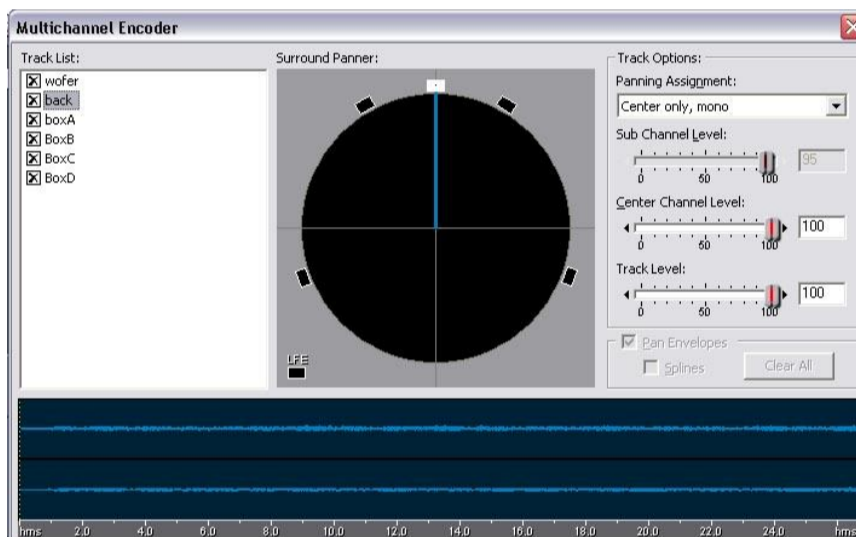 Multichannel Encoder
Track List:
wofer
back
boxA
BoxB
BoxC
BoxD
Surround Panner:
LFE
Track Options:
Panning Assignment:
Center only, mono
Sub Channel Level:
95
0 50 100
Center Channel Level:
100
0 50 100
Track Level:
100
0 50 100
Pan Envelopes
Splines
Clear All
hms 2.0 4.0 6.0 8.0 10.0 12.0 14.0 16.0 18.0 20.0 22.0 24.0 hms